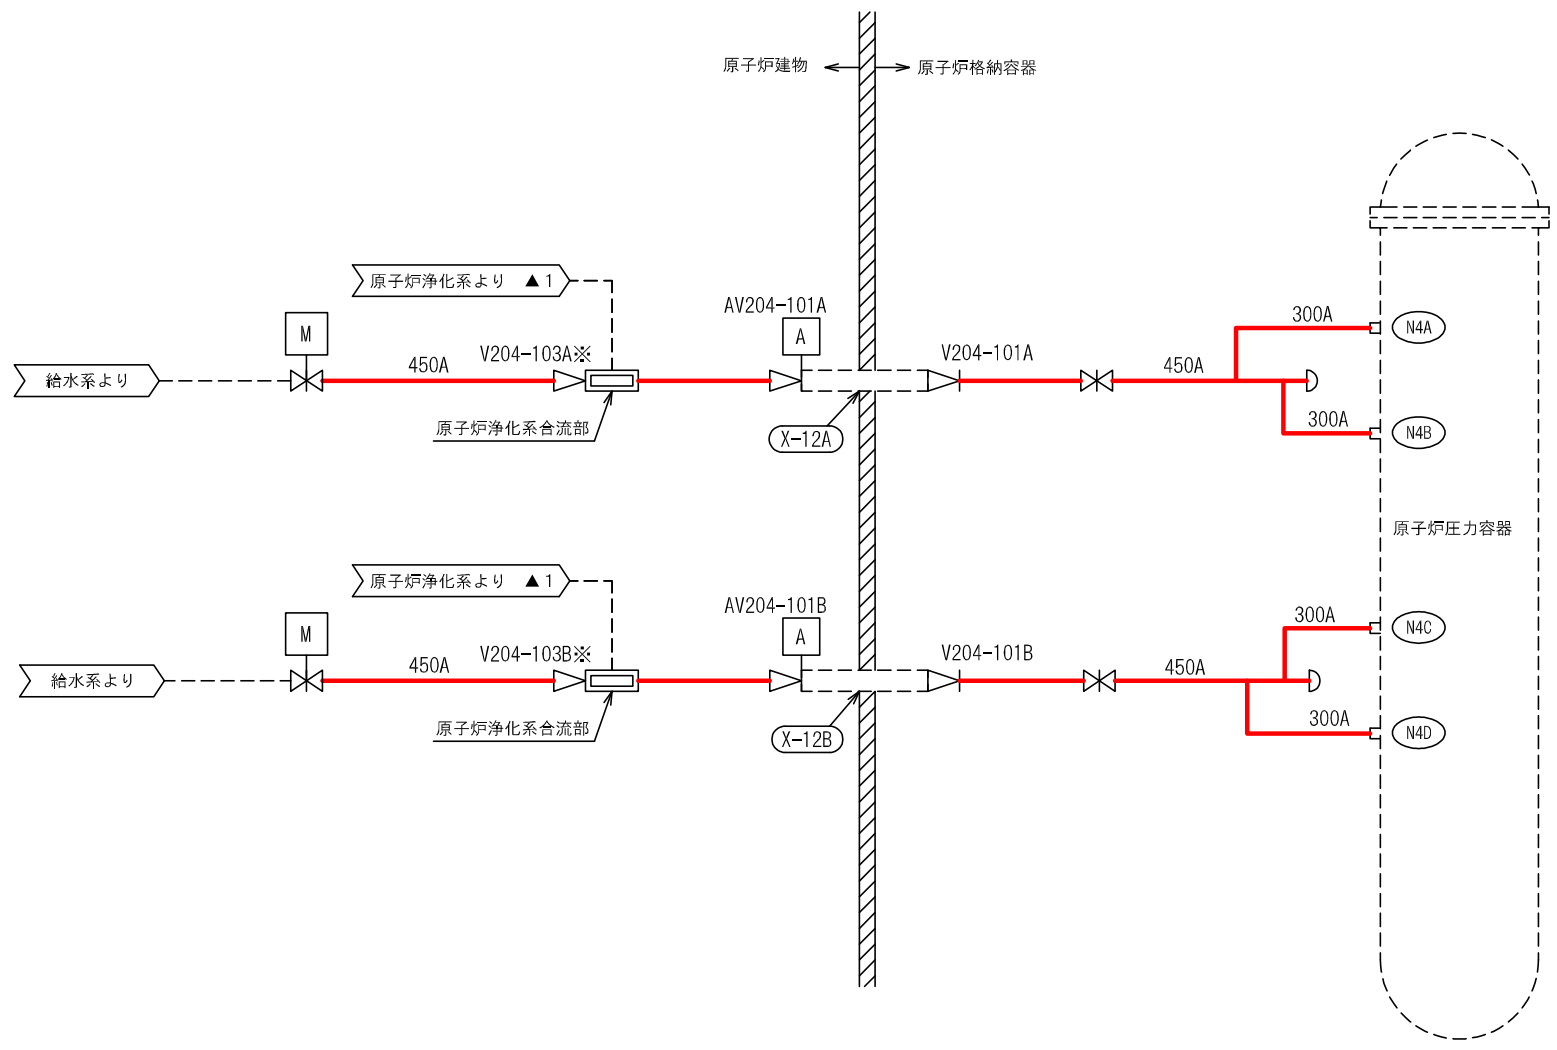 原子炉建物
原子炉格納容器
原子炉浄化系より ▲1
AV204-101A
300A
M
A
N4A
450A
V204-103A※
V204-101A
450A
給水系より
原子炉浄化系合流部
X-12A
300A
N4B
原子炉圧力容器
原子炉浄化系より ▲1
AV204-101B
300A
M
A
N4C
450A
V204-103B※
V204-101B
450A
給水系より
原子炉浄化系合流部
X-12B
300A
N4D